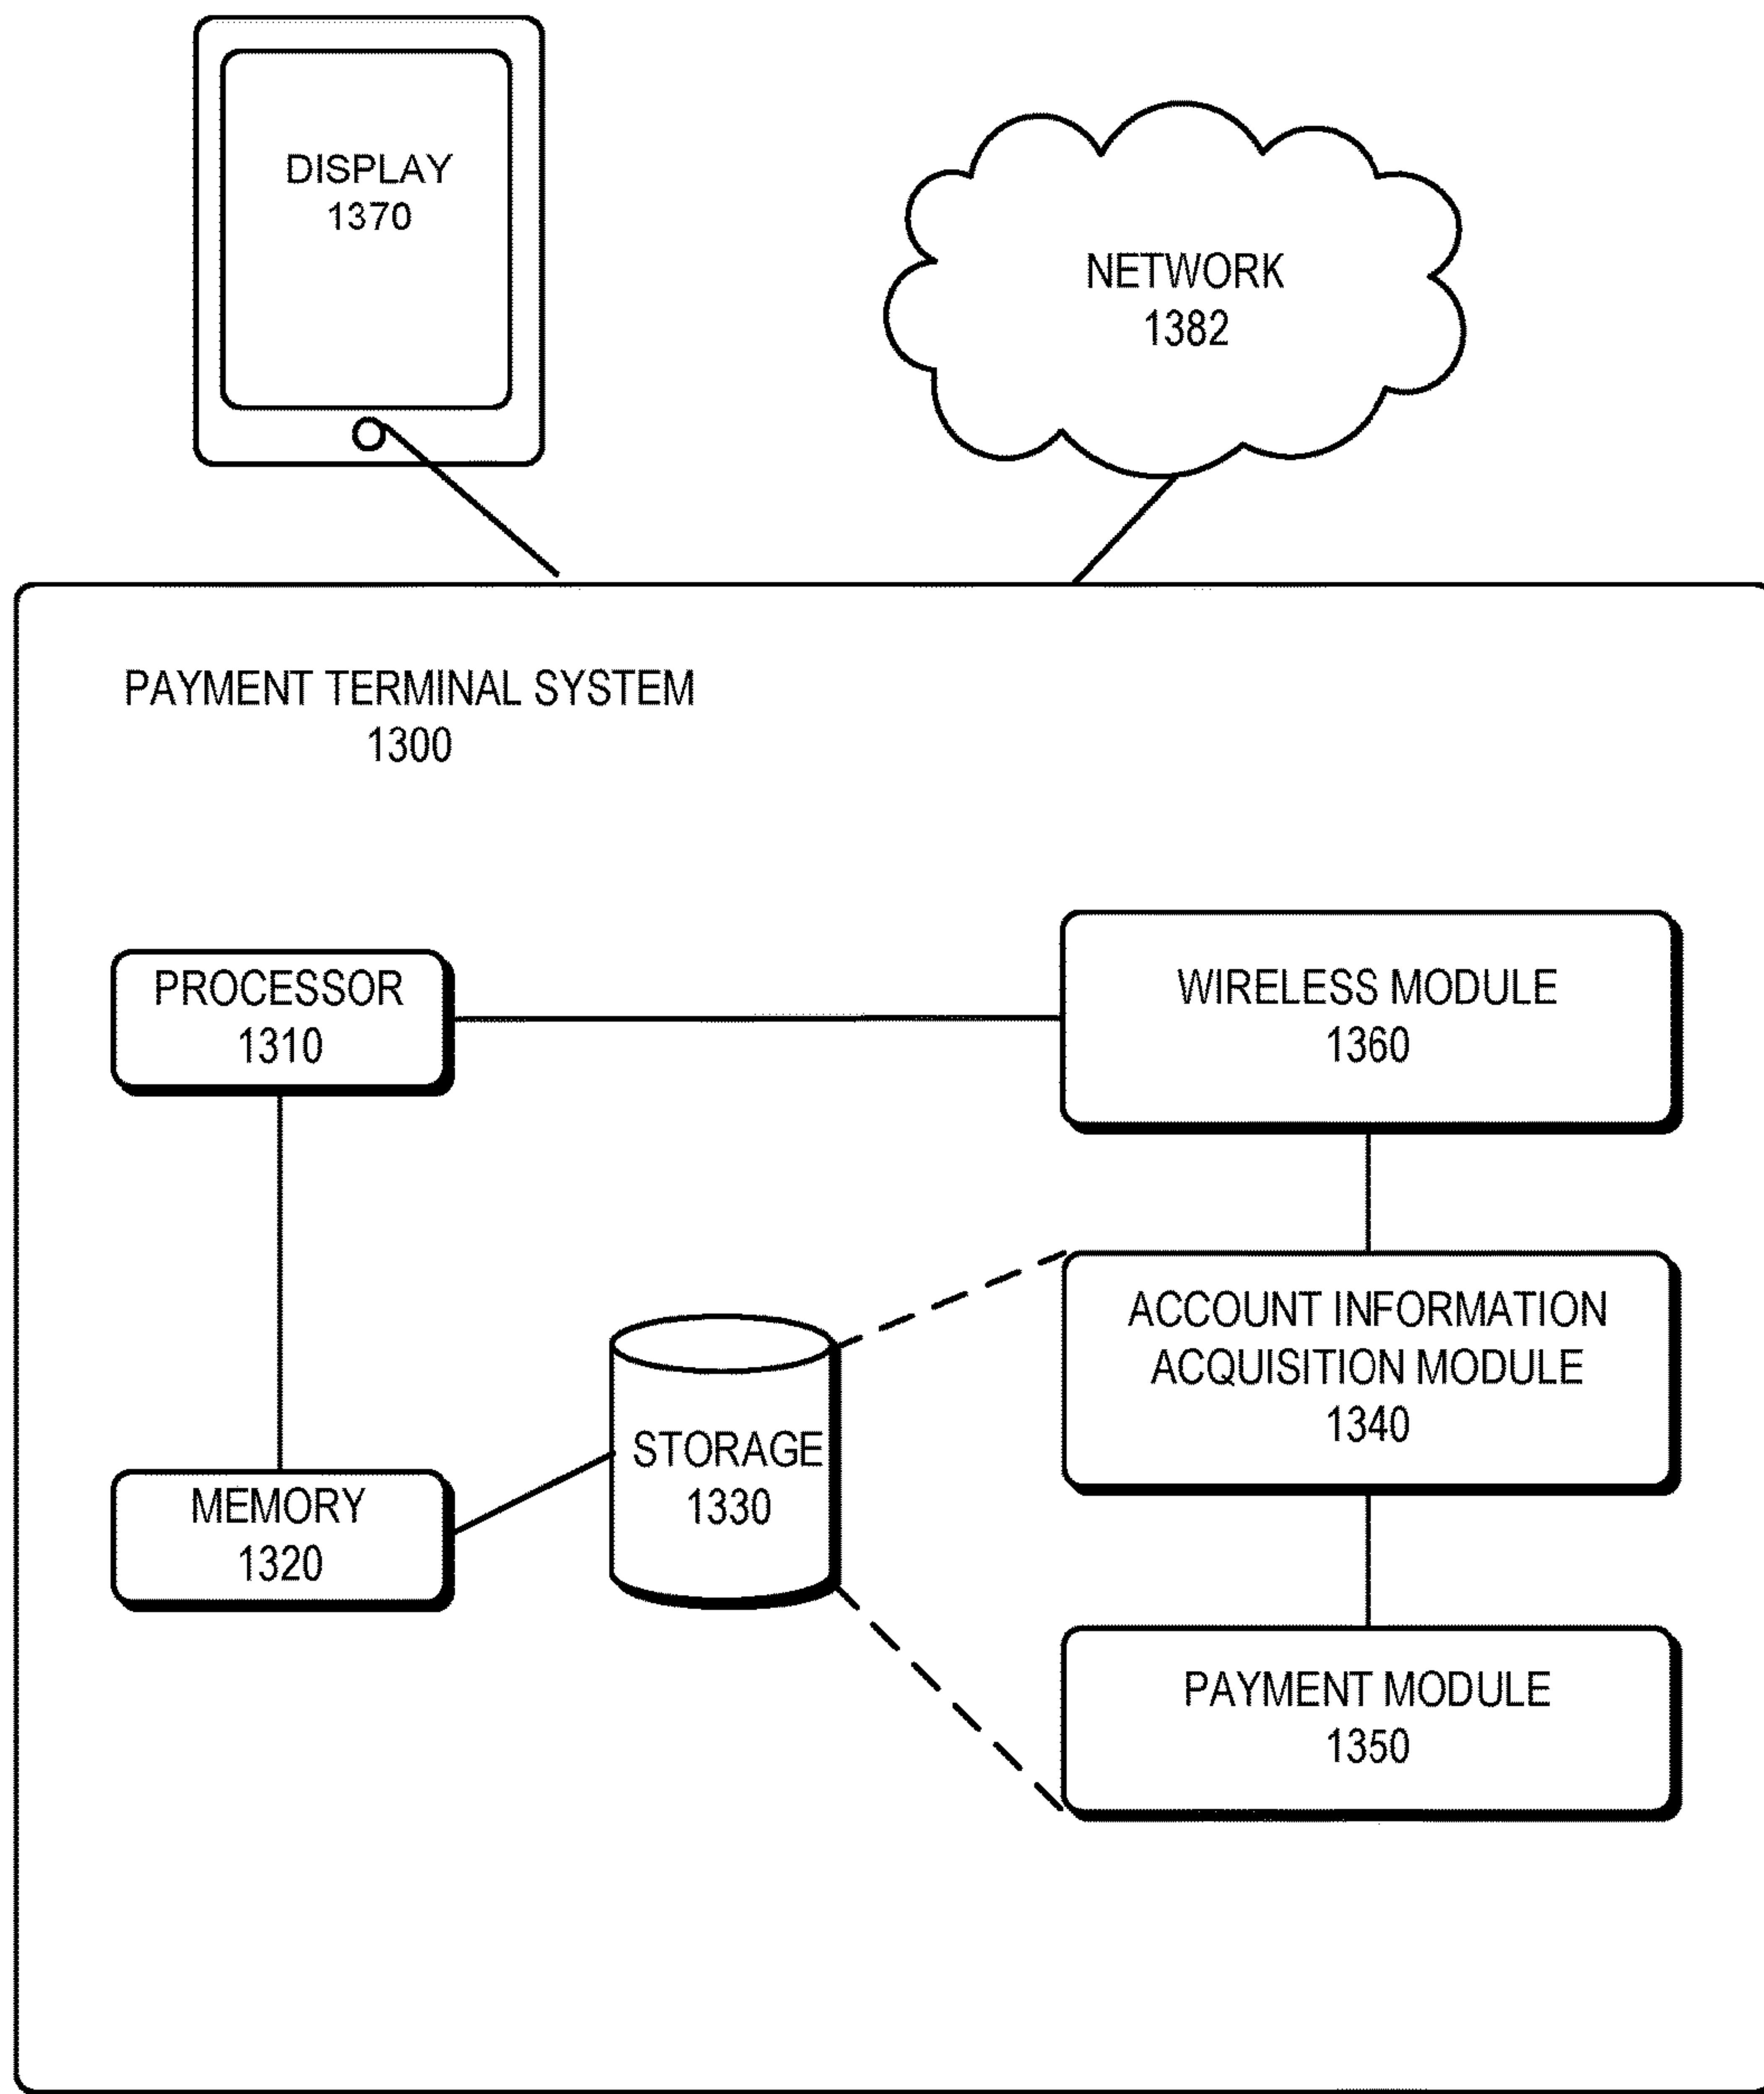 DISPLAY
1370
NETWORK
1382
PAYMENT TERMINAL SYSTEM
1300
PROCESSOR
1310
WIRELESS MODULE
1360
ACCOUNT INFORMATION
ACQUISITION MODULE
1340
STORAGE
1330
MEMORY
1320
PAYMENT MODULE
1350